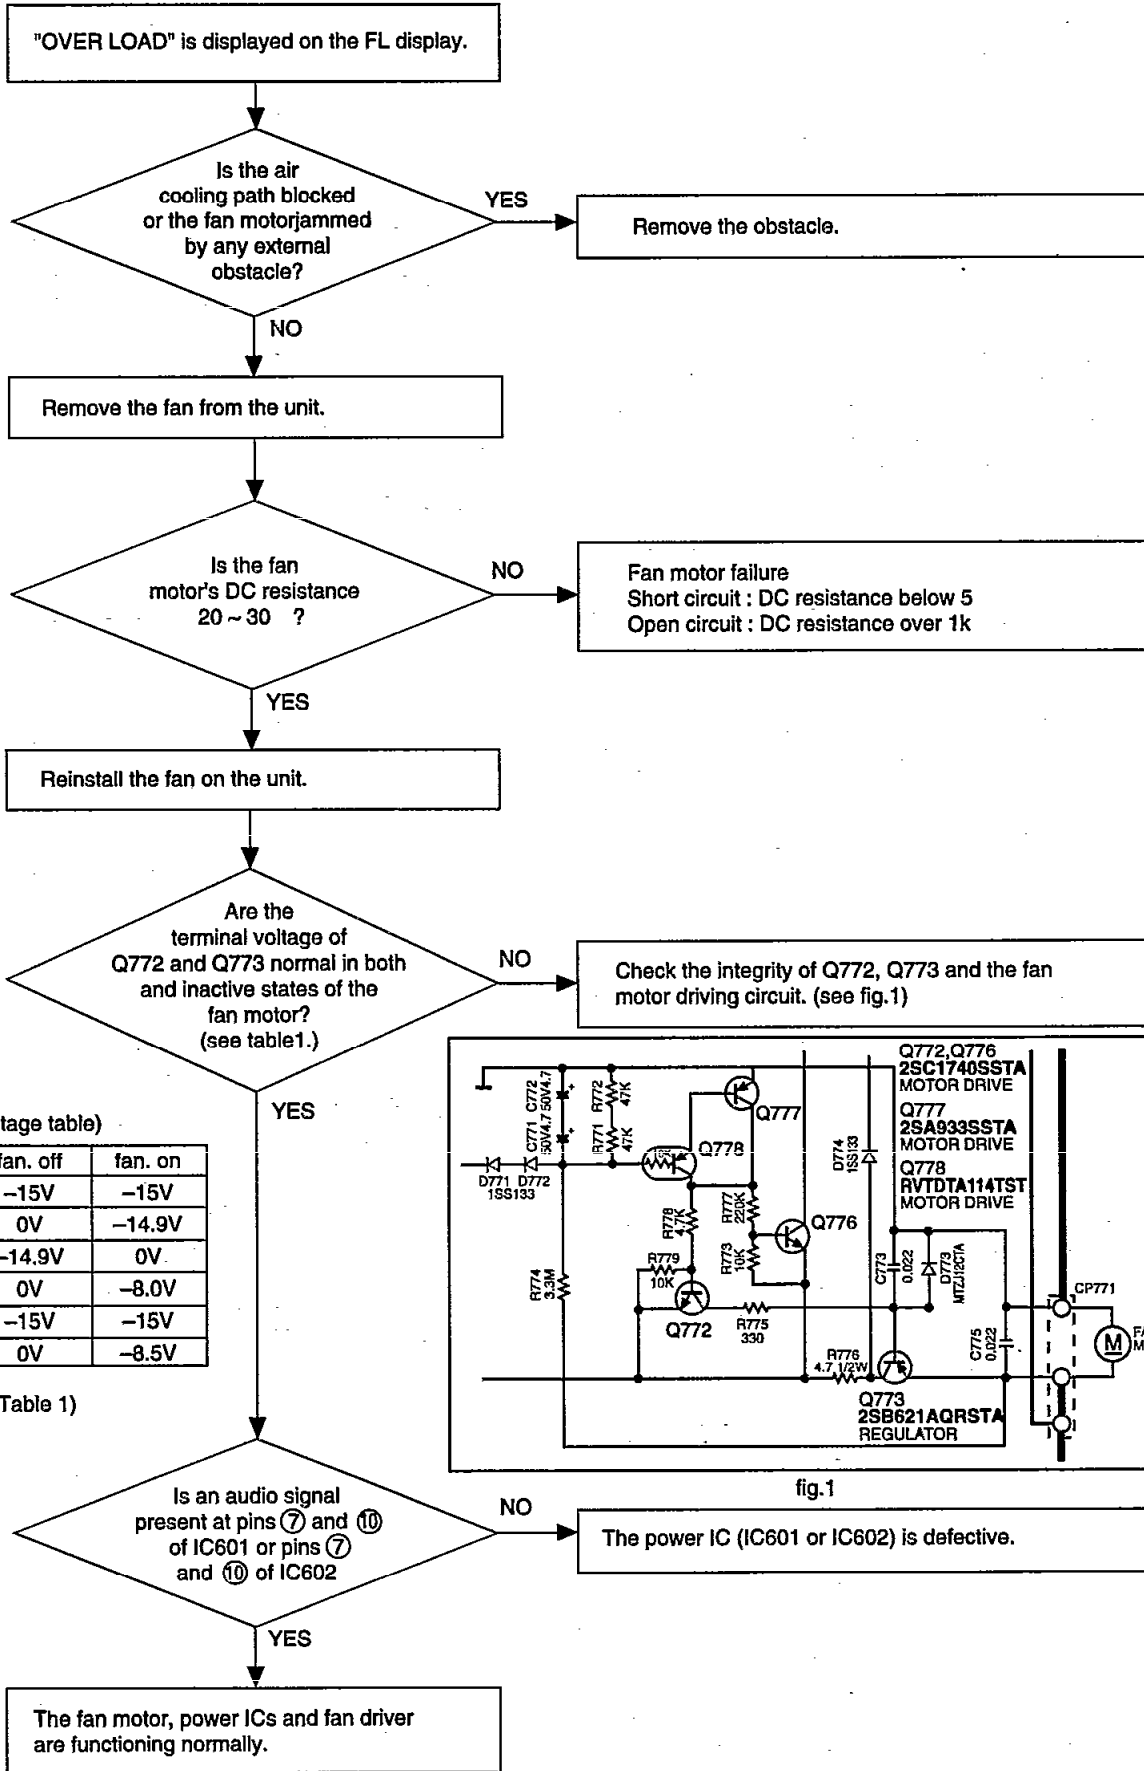 "OVER LOAD" is displayed on the FL display.
Is the air
cooling path blocked
or the fan motorjammed
by any external
obstacle?
YES
Remove the obstacle.
NO
Remove the fan from the unit.
Is the fan
motor's DC resistance
20 ~ 30 ?
NO
Fan motor failure
Short circuit : DC resistance below 5
Open circuit : DC resistance over 1k
YES
Reinstall the fan on the unit.
Are the
terminal voltage of
Q772 and Q773 normal in both
and inactive states of the
fan motor?
(see table1.)
NO
Check the integrity of Q772, Q773 and the fan
motor driving circuit. (see fig.1)
YES
tage table)
fan. off fan. on
–15V –15V
0V –14.9V
–14.9V 0V
0V –8.0V
–15V –15V
0V –8.5V
Table 1)
C771
50V4.7
C772
50V4.7
R772
47K
R771
47K
D771 D772
1SS133
Q778
Q777
D774
1SS133
Q772,Q776
2SC1740SSTA
MOTOR DRIVE
Q777
2SA933SSTA
MOTOR DRIVE
Q778
RVTDTA114TST
MOTOR DRIVE
R778
4.7K
R777
220K
R773
10K
Q776
R774
3.3M
R779
10K
Q772
R775
330
C773
0.022
D773
MTZJ12CTA
C775
0.022
CP771
M
FA
M
R776
4.7 1/2W
Q773
2SB621AQRSTA
REGULATOR
fig.1
Is an audio signal
present at pins ⑦ and ⑩
of IC601 or pins ⑦
and ⑩ of IC602
NO
The power IC (IC601 or IC602) is defective.
YES
The fan motor, power ICs and fan driver
are functioning normally.